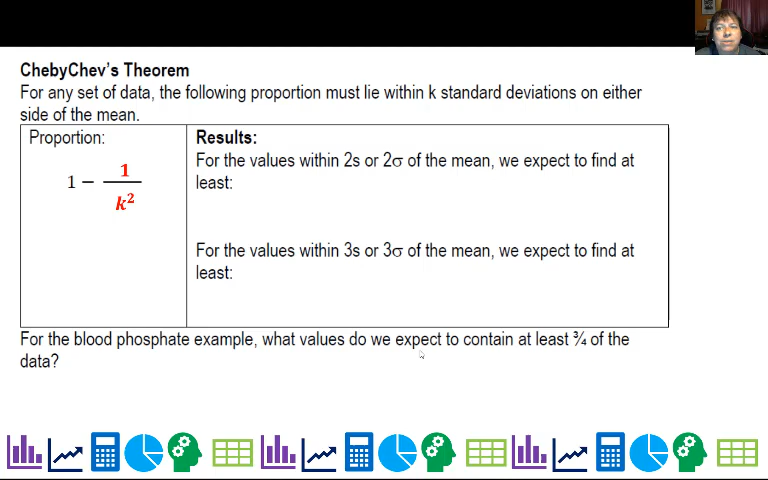 ChebyChev's Theorem
For any set of data, the following proportion must lie within k standard deviations on either
side of the mean.
Proportion:
1 − 1/k²
Results:
For the values within 2s or 2σ of the mean, we expect to find at
least:
For the values within 3s or 3σ of the mean, we expect to find at
least:
For the blood phosphate example, what values do we expect to contain at least ¾ of the
data?